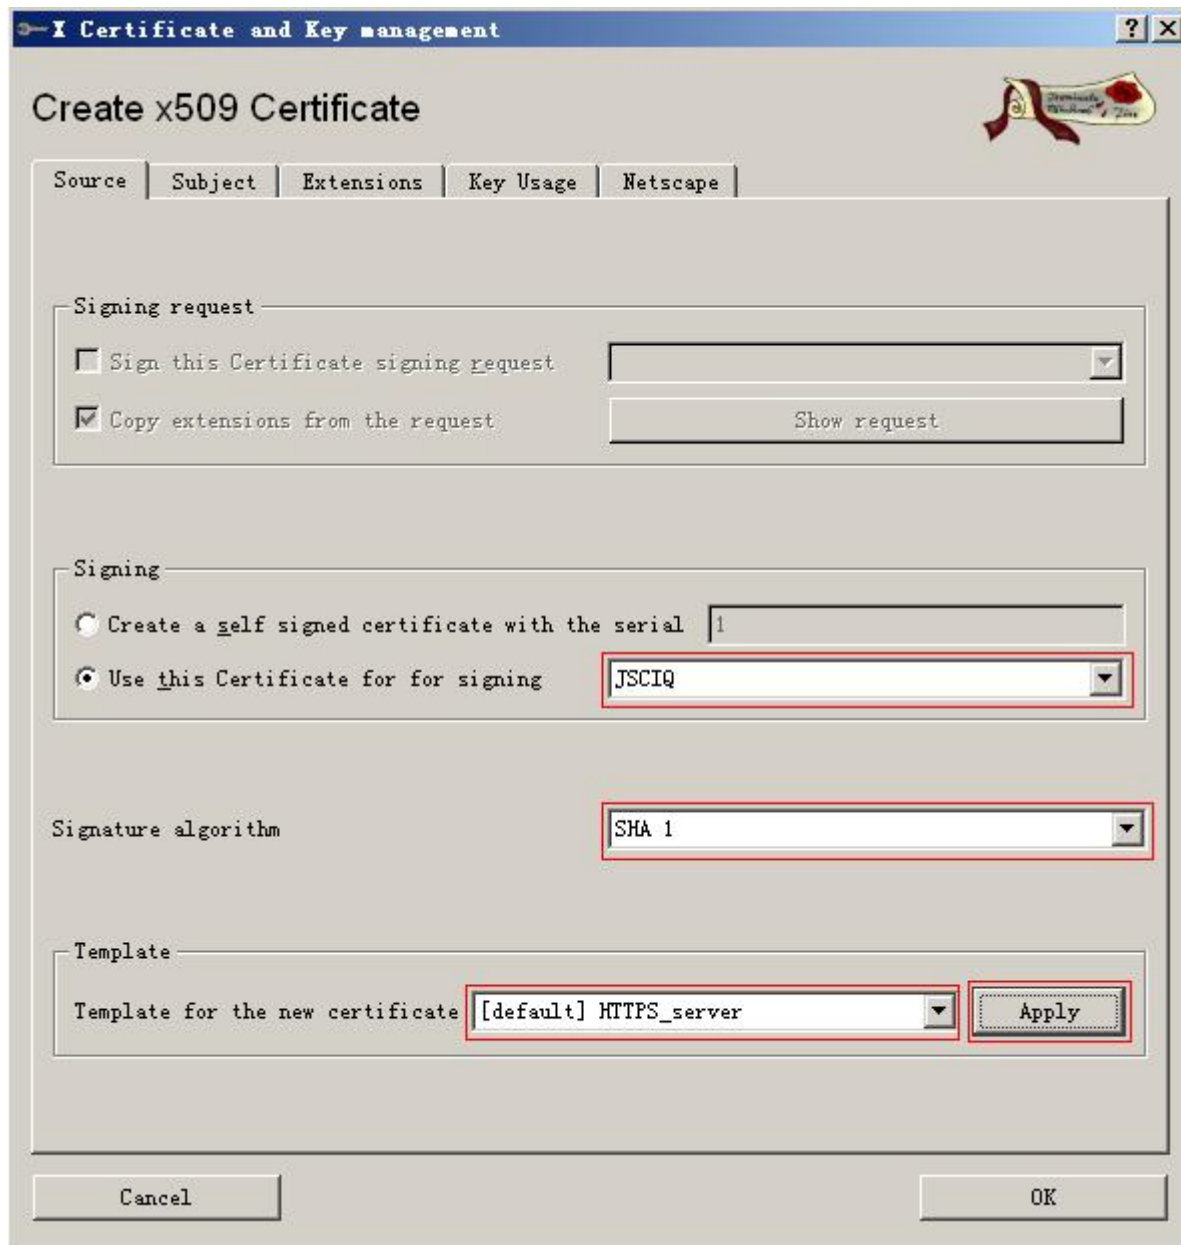 X Certificate and Key management
Create x509 Certificate
Source Subject Extensions Key Usage Netscape
Signing request
Sign this Certificate signing request
Copy extensions from the request Show request
Signing
Create a self signed certificate with the serial 1
Use this Certificate for for signing JSCIQ
Signature algorithm SHA 1
Template
Template for the new certificate [default] HTTPS_server Apply
Cancel OK